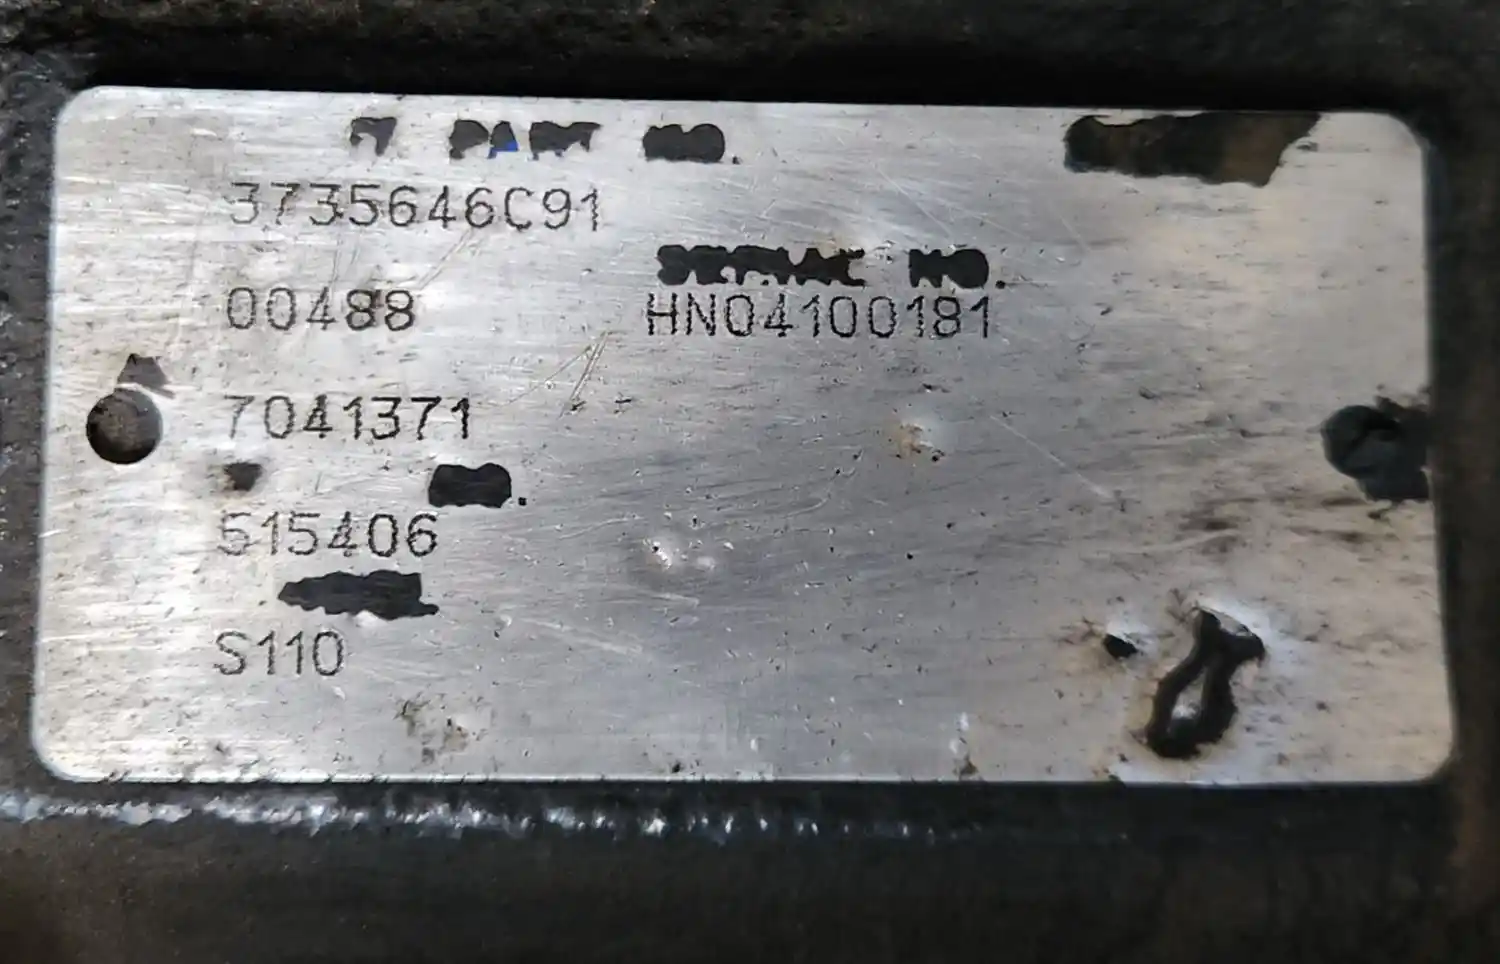 PART NO.
3735646C91
SERIAL NO.
00488 HN04100181
7041371
515406
S110